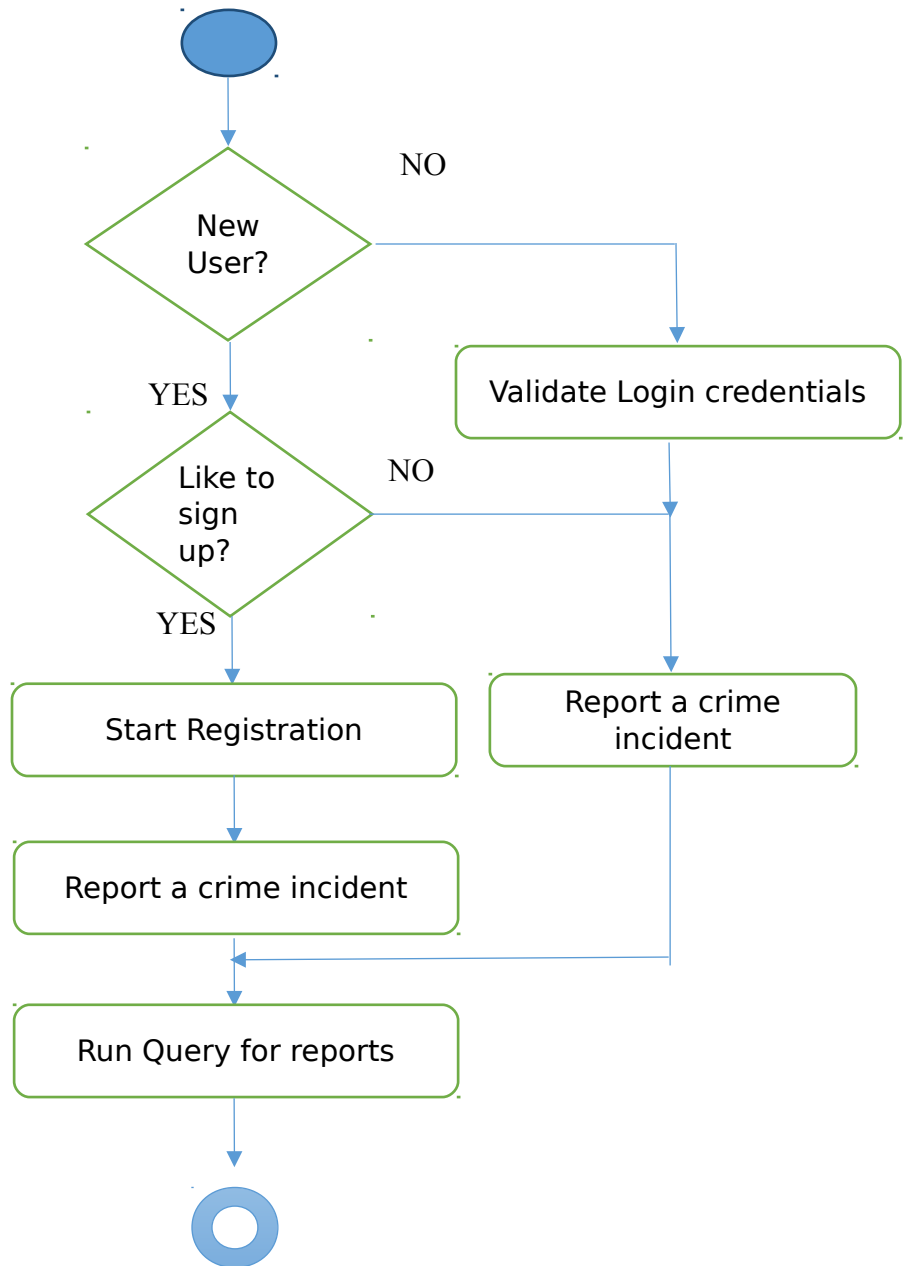 NO
New
User?
YES
Validate Login credentials
Like to
sign
up?
NO
YES
Start Registration
Report a crime
incident
Report a crime incident
Run Query for reports